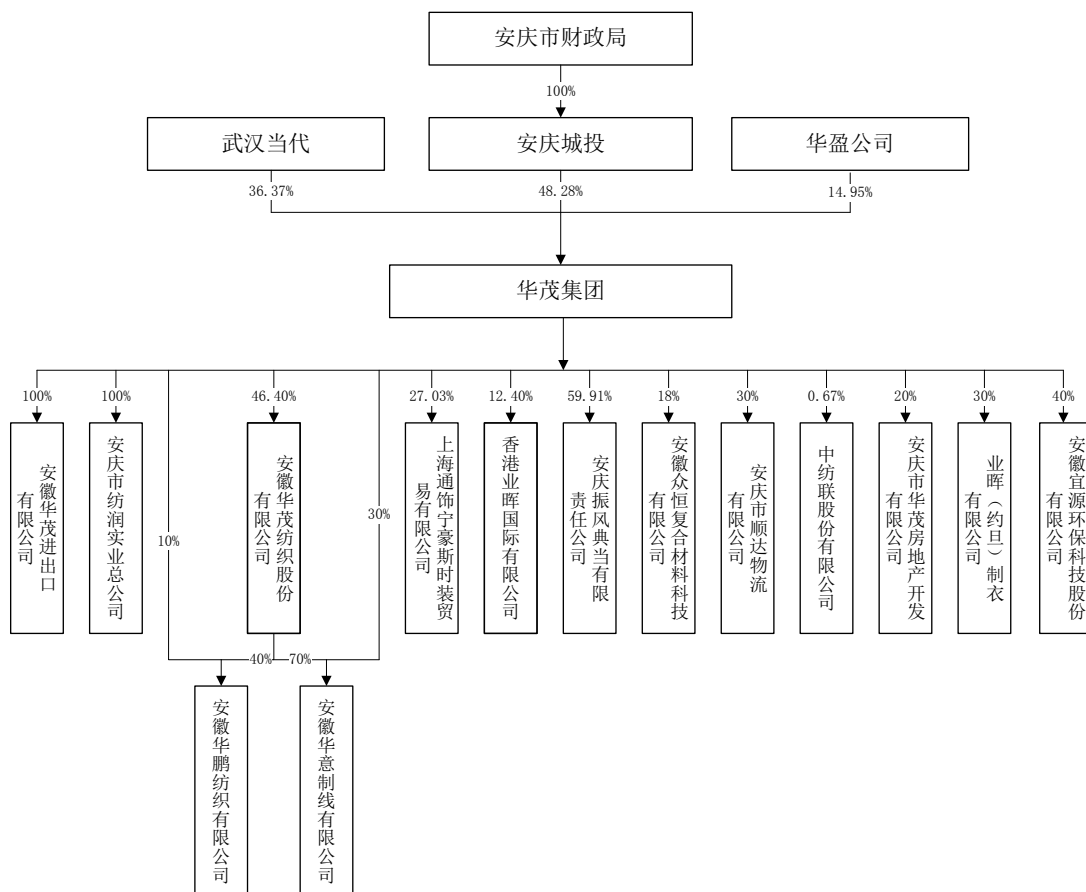 安庆市财政局
100%
武汉当代
安庆城投
华盈公司
36.37%
48.28%
14.95%
华茂集团
100%
100%
46.40%
27.03%
12.40%
59.91%
18%
30%
0.67%
20%
30%
40%
10%
30%
安徽华茂进出口
有限公司
安庆市纺润实业总公司
安徽华茂纺织股份
有限公司
上海通饰宁豪斯时装贸
易有限公司
香港业晖国际有限公司
安庆振风典当有限
责任公司
安徽众恒复合材料科技
有限公司
安庆市顺达物流
有限公司
中纺联股份有限公司
安庆市华茂房地产开发
有限公司
业晖（约旦）制衣
有限公司
安徽宜源环保科技股份
有限公司
40%
70%
安徽华鹏纺织有限公司
安徽华意制线有限公司